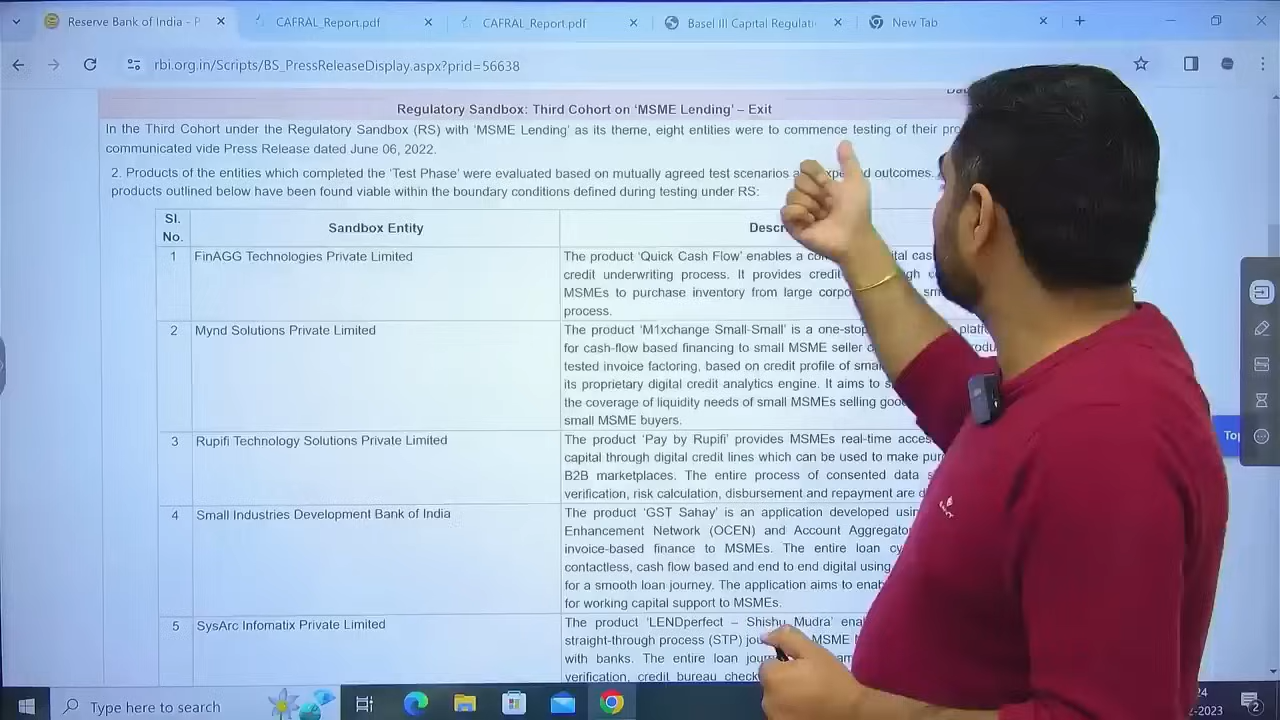 Reserve Bank of India - P
CAFRAL_Report.pdf
CAFRAL_Report.pdf
Basel III Capital Regulati
New Tab
rbi.org.in/Scripts/BS_PressReleaseDisplay.aspx?prid=56638
Regulatory Sandbox: Third Cohort on ‘MSME Lending’ – Exit
In the Third Cohort under the Regulatory Sandbox (RS) with ‘MSME Lending’ as its theme, eight entities were to commence testing of their
communicated vide Press Release dated June 06, 2022.
2. Products of the entities which completed the ‘Test Phase’ were evaluated based on mutually agreed test scenarios outcomes.
products outlined below have been found viable within the boundary conditions defined during testing under RS:
Sl. No.
Sandbox Entity
1
FinAGG Technologies Private Limited
The product ‘Quick Cash Flow’ enables a
credit underwriting process. It provides credit
MSMEs to purchase inventory from large
process.
2
Mynd Solutions Private Limited
The product ‘M1xchange Small-Small’ is a one-stop
for cash-flow based financing to small MSME seller
tested invoice factoring, based on credit profile of
its proprietary digital credit analytics engine. It aims to
the coverage of liquidity needs of small MSMEs selling
small MSME buyers.
3
Rupifi Technology Solutions Private Limited
The product ‘Pay by Rupifi’ provides MSMEs real-time
capital through digital credit lines which can be used to make
B2B marketplaces. The entire process of consented data
verification, risk calculation, disbursement and repayment are
4
Small Industries Development Bank of India
The product ‘GST Sahay’ is an application developed
Enhancement Network (OCEN) and Account
invoice-based finance to MSMEs. The entire loan
contactless, cash flow based and end to end digital using
for a smooth loan journey. The application aims to
for working capital support to MSMEs.
5
SysArc Infomatix Private Limited
The product ‘LENDperfect – Shishu Mudra’
straight-through process (STP) MSME
with banks. The entire loan
verification, credit bureau
Top
Type here to search
2